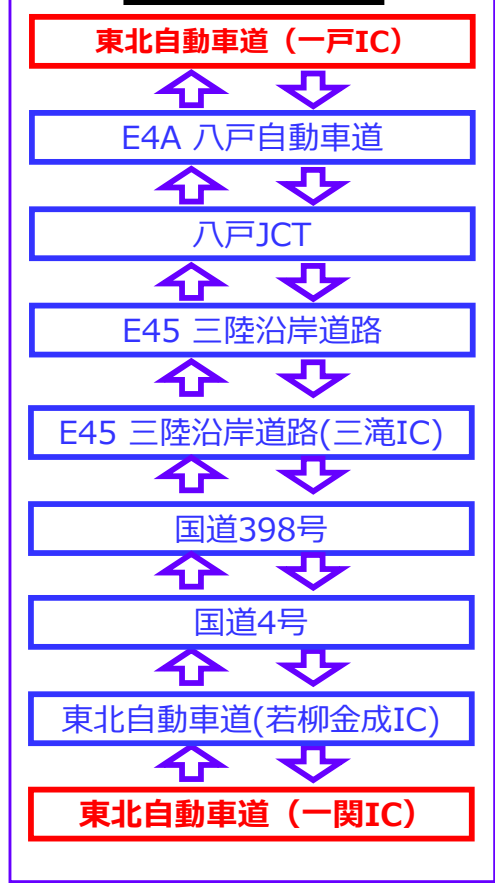 東北自動車道（一戸IC）
E4A 八戸自動車道
八戸JCT
E45 三陸沿岸道路
E45 三陸沿岸道路(三滝IC)
国道398号
国道4号
東北自動車道(若柳金成IC)
東北自動車道（一関IC）